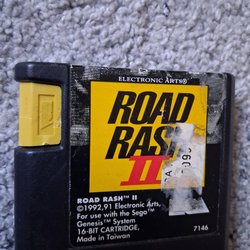 ELECTRONIC ARTS®
ROAD
RASH
II
ROAD RASH™ II
©1992,91 Electronic Arts,
For use with the Sega™
Genesis™ System
16-BIT CARTRIDGE,
Made in Taiwan
7146